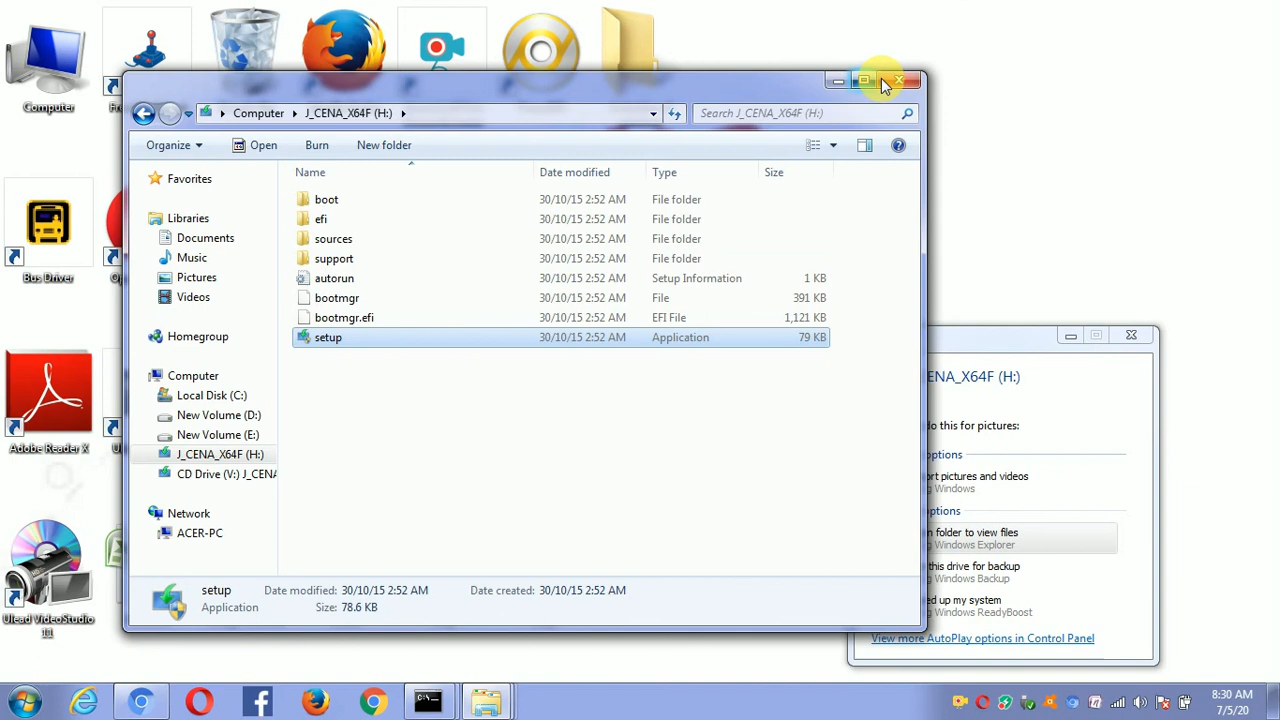 Computer
Fr
Computer
J_CENA_X64F (H:)
Search J_CENA_X64F (H:)
Organize
Open
Burn
New folder
Name
Date modified
Type
Size
Favorites
Libraries
Documents
Music
Pictures
Videos
Homegroup
Computer
Local Disk (C:)
New Volume (D:)
New Volume (E:)
J_CENA_X64F (H:)
CD Drive (V:) J_CENA
Network
ACER-PC
boot 30/10/15 2:52 AM File folder
efi 30/10/15 2:52 AM File folder
sources 30/10/15 2:52 AM File folder
support 30/10/15 2:52 AM File folder
autorun 30/10/15 2:52 AM Setup Information 1 KB
bootmgr 30/10/15 2:52 AM File 391 KB
bootmgr.efi 30/10/15 2:52 AM EFI File 1,121 KB
setup 30/10/15 2:52 AM Application 79 KB
setup Date modified: 30/10/15 2:52 AM Date created: 30/10/15 2:52 AM
Application Size: 78.6 KB
Bus Driver
Op
Adobe Reader X
Ulead VideoStudio
11
CENA_X64F (H:)
do this for pictures:
options
rt pictures and videos
g Windows
options
n folder to view files
g Windows Explorer
this drive for backup
g Windows Backup
ed up my system
g Windows ReadyBoost
View more AutoPlay options in Control Panel
8:30 AM
7/5/20